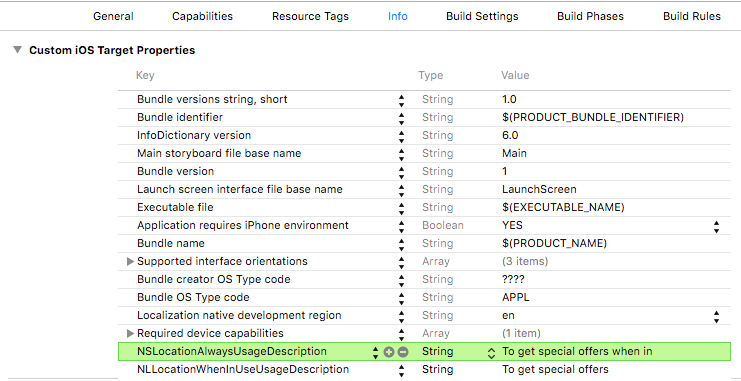 General Capabilities Resource Tags Info Build Settings Build Phases Build Rules
Custom iOS Target Properties
Key Type Value
Bundle versions string, short String 1.0
Bundle identifier String $(PRODUCT_BUNDLE_IDENTIFIER)
InfoDictionary version String 6.0
Main storyboard file base name String Main
Bundle version String 1
Launch screen interface file base name String LaunchScreen
Executable file String $(EXECUTABLE_NAME)
Application requires iPhone environment Boolean YES
Bundle name String $(PRODUCT_NAME)
Supported interface orientations Array (3 items)
Bundle creator OS Type code String ????
Bundle OS Type code String APPL
Localization native development region String en
Required device capabilities Array (1 item)
NSLocationAlwaysUsageDescription String To get special offers when in
NLLocationWhenInUseUsageDescription String To get special offers